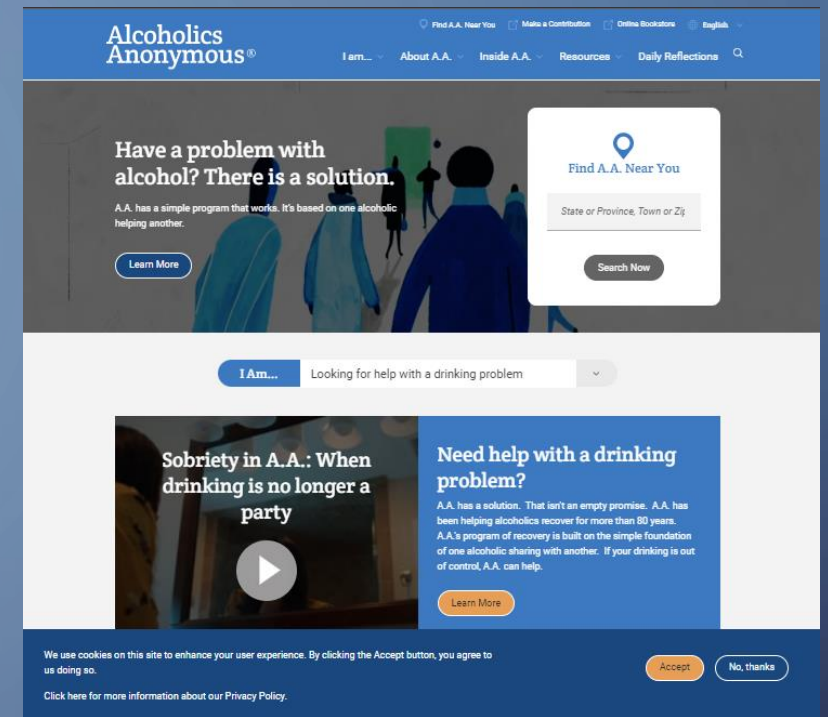 Alcoholics
Anonymous®
Find A.A. Near You
Make a Contribution
Online Bookstore
English
I am...
About A.A.
Inside A.A.
Resources
Daily Reflections
Have a problem with
alcohol? There is a solution.
A.A. has a simple program that works. It's based on one alcoholic
helping another.
Learn More
Find A.A. Near You
State or Province, Town or Zip
Search Now
I Am...
Looking for help with a drinking problem
Sobriety in A.A.: When
drinking is no longer a
party
Need help with a drinking
problem?
A.A. has a solution. That isn't an empty promise. A.A. has
been helping alcoholics recover for more than 80 years.
A.A.'s program of recovery is built on the simple foundation
of one alcoholic sharing with another. If your drinking is out
of control, A.A. can help.
Learn More
We use cookies on this site to enhance your user experience. By clicking the Accept button, you agree to
us doing so.
Click here for more information about our Privacy Policy.
Accept
No, thanks